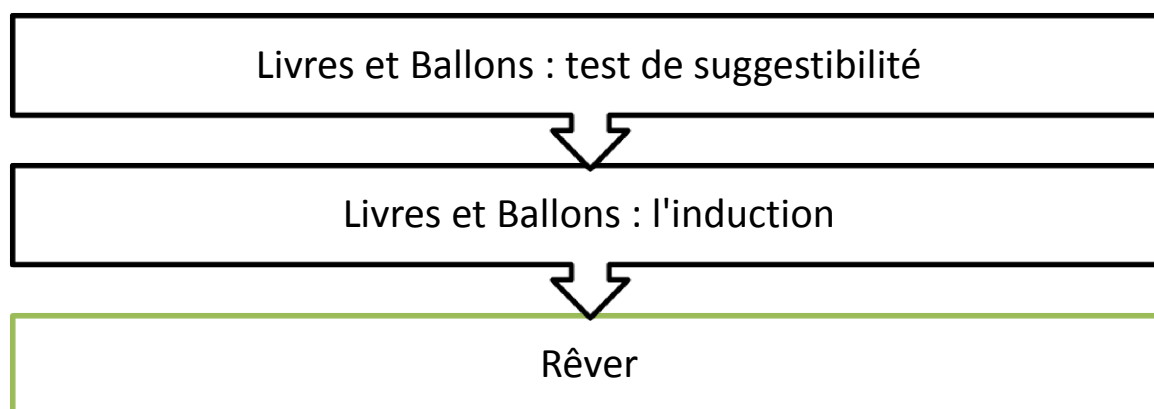 Livres et Ballons : test de suggestibilité
Livres et Ballons : l'induction
Rêver